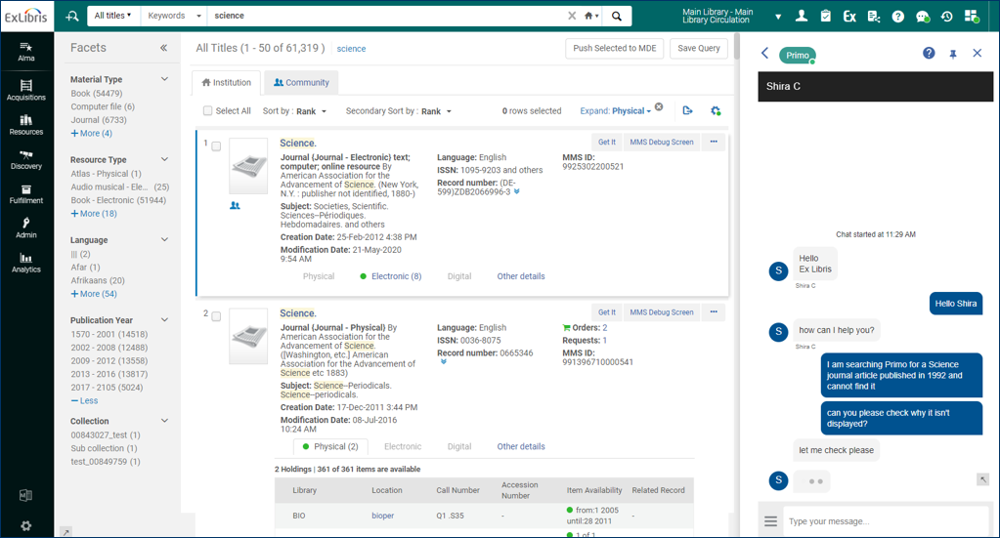 ExLibris
All titles
Keywords
science
Main Library - Main
Library Circulation
Ex
Alma
Acquisitions
Resources
Discovery
Fulfillment
Admin
Analytics
Facets
Material Type
Book (54479)
Computer file (6)
Journal (6733)
+ More (4)
Resource Type
Atlas - Physical (1)
Audio musical - Ele... (25)
Book - Electronic (51944)
+ More (18)
Language
||| (2)
Afar (1)
Afrikaans (20)
+ More (54)
Publication Year
1570 - 2001 (14518)
2002 - 2008 (12488)
2009 - 2012 (13558)
2013 - 2016 (13817)
2017 - 2105 (5024)
− Less
Collection
00843027_test (1)
Sub collection (1)
test_00849759 (1)
All Titles (1 - 50 of 61,319 )
science
Push Selected to MDE
Save Query
Institution
Community
Select All
Sort by : Rank
Secondary Sort by : Rank
0 rows selected
Expand: Physical
1
Science.
Get It
MMS Debug Screen
Journal (Journal - Electronic) text;
computer; online resource By
American Association for the
Advancement of Science. (New York,
N.Y. : publisher not identified, 1880-)
Subject: Societies, Scientific.
Sciences--Périodiques.
Hebdomadaires. and others
Creation Date: 25-Feb-2012 4:38 PM
Modification Date: 21-May-2020
9:54 AM
Language: English
ISSN: 1095-9203 and others
Record number: (DE-
599)ZDB2066996-3
MMS ID:
9925302200521
Physical
Electronic (8)
Digital
Other details
2
Science.
Get It
MMS Debug Screen
Journal (Journal - Physical) By
American Association for the
Advancement of Science.
([Washington, etc.] American
Association for the Advancement of
Science etc 1883)
Subject: Science--Periodicals.
Science--periodicals.
Creation Date: 17-Dec-2011 3:44 PM
Modification Date: 08-Jul-2016
10:24 AM
Language: English
ISSN: 0036-8075
Record number: 0665346
Orders: 2
Requests: 1
MMS ID:
991396710000541
Physical (2)
Electronic
Digital
Other details
2 Holdings | 361 of 361 items are available
Library
Location
Call Number
Accession
Number
Item Availability
Related Record
BIO
bioper
Q1 .S35
-
from:1 2005
until:28 2011
-
1 of 1
Primo
Shira C
Chat started at 11:29 AM
S
Hello
Ex Libris
Shira C
Hello Shira
S
how can I help you?
Shira C
I am searching Primo for a Science
journal article published in 1992 and
cannot find it
can you please check why it isn't
displayed?
let me check please
S
Type your message...